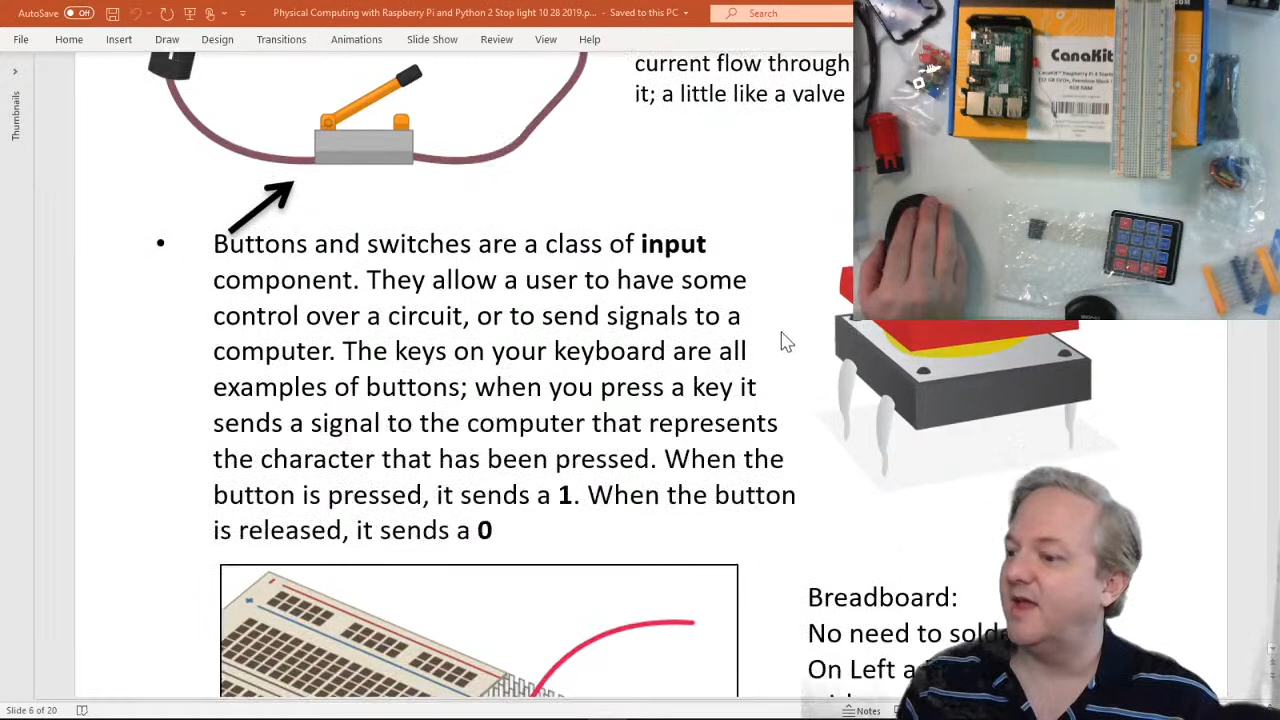 AutoSave Off Physical Computing with Raspberry Pi and Python 2 Stop light 10 28 2019.p... - Saved to this PC Search
File Home Insert Draw Design Transitions Animations Slide Show Review View Help
Thumbnails
current flow through
it; a little like a valve
CanaKit
• Buttons and switches are a class of input
component. They allow a user to have some
control over a circuit, or to send signals to a
computer. The keys on your keyboard are all
examples of buttons; when you press a key it
sends a signal to the computer that represents
the character that has been pressed. When the
button is pressed, it sends a 1. When the button
is released, it sends a 0
Breadboard:
No need to
On Left a
Slide 6 of 20 Notes